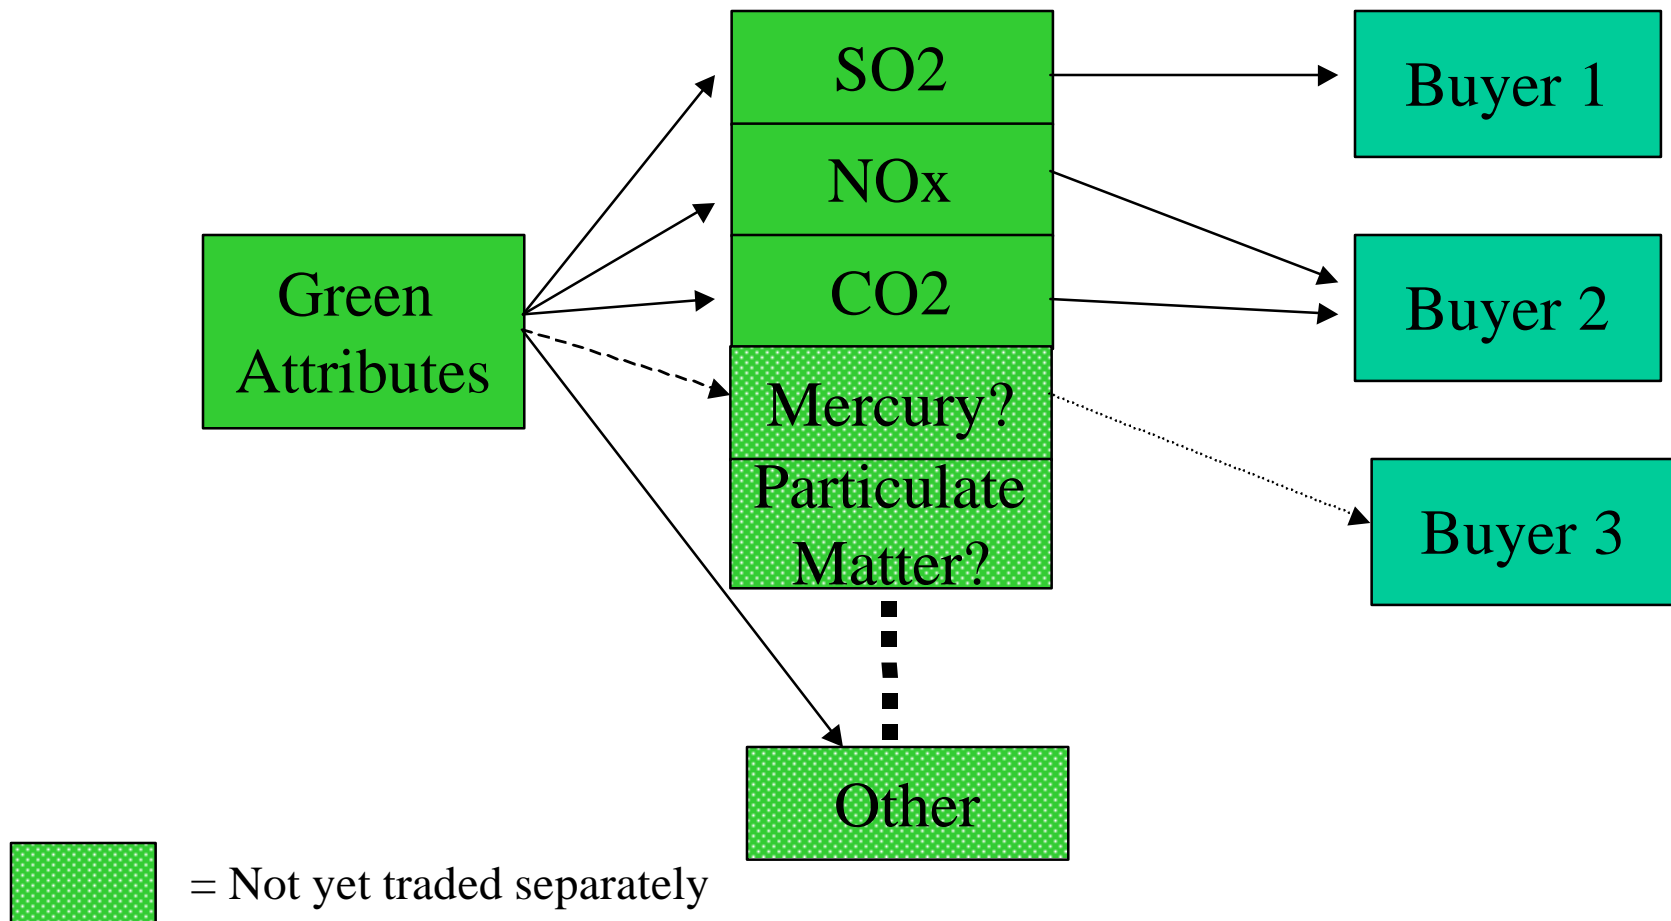 Green
Attributes
SO2
NOx
CO2
Mercury?
Particulate
Matter?
Other
Buyer 1
Buyer 2
Buyer 3
= Not yet traded separately